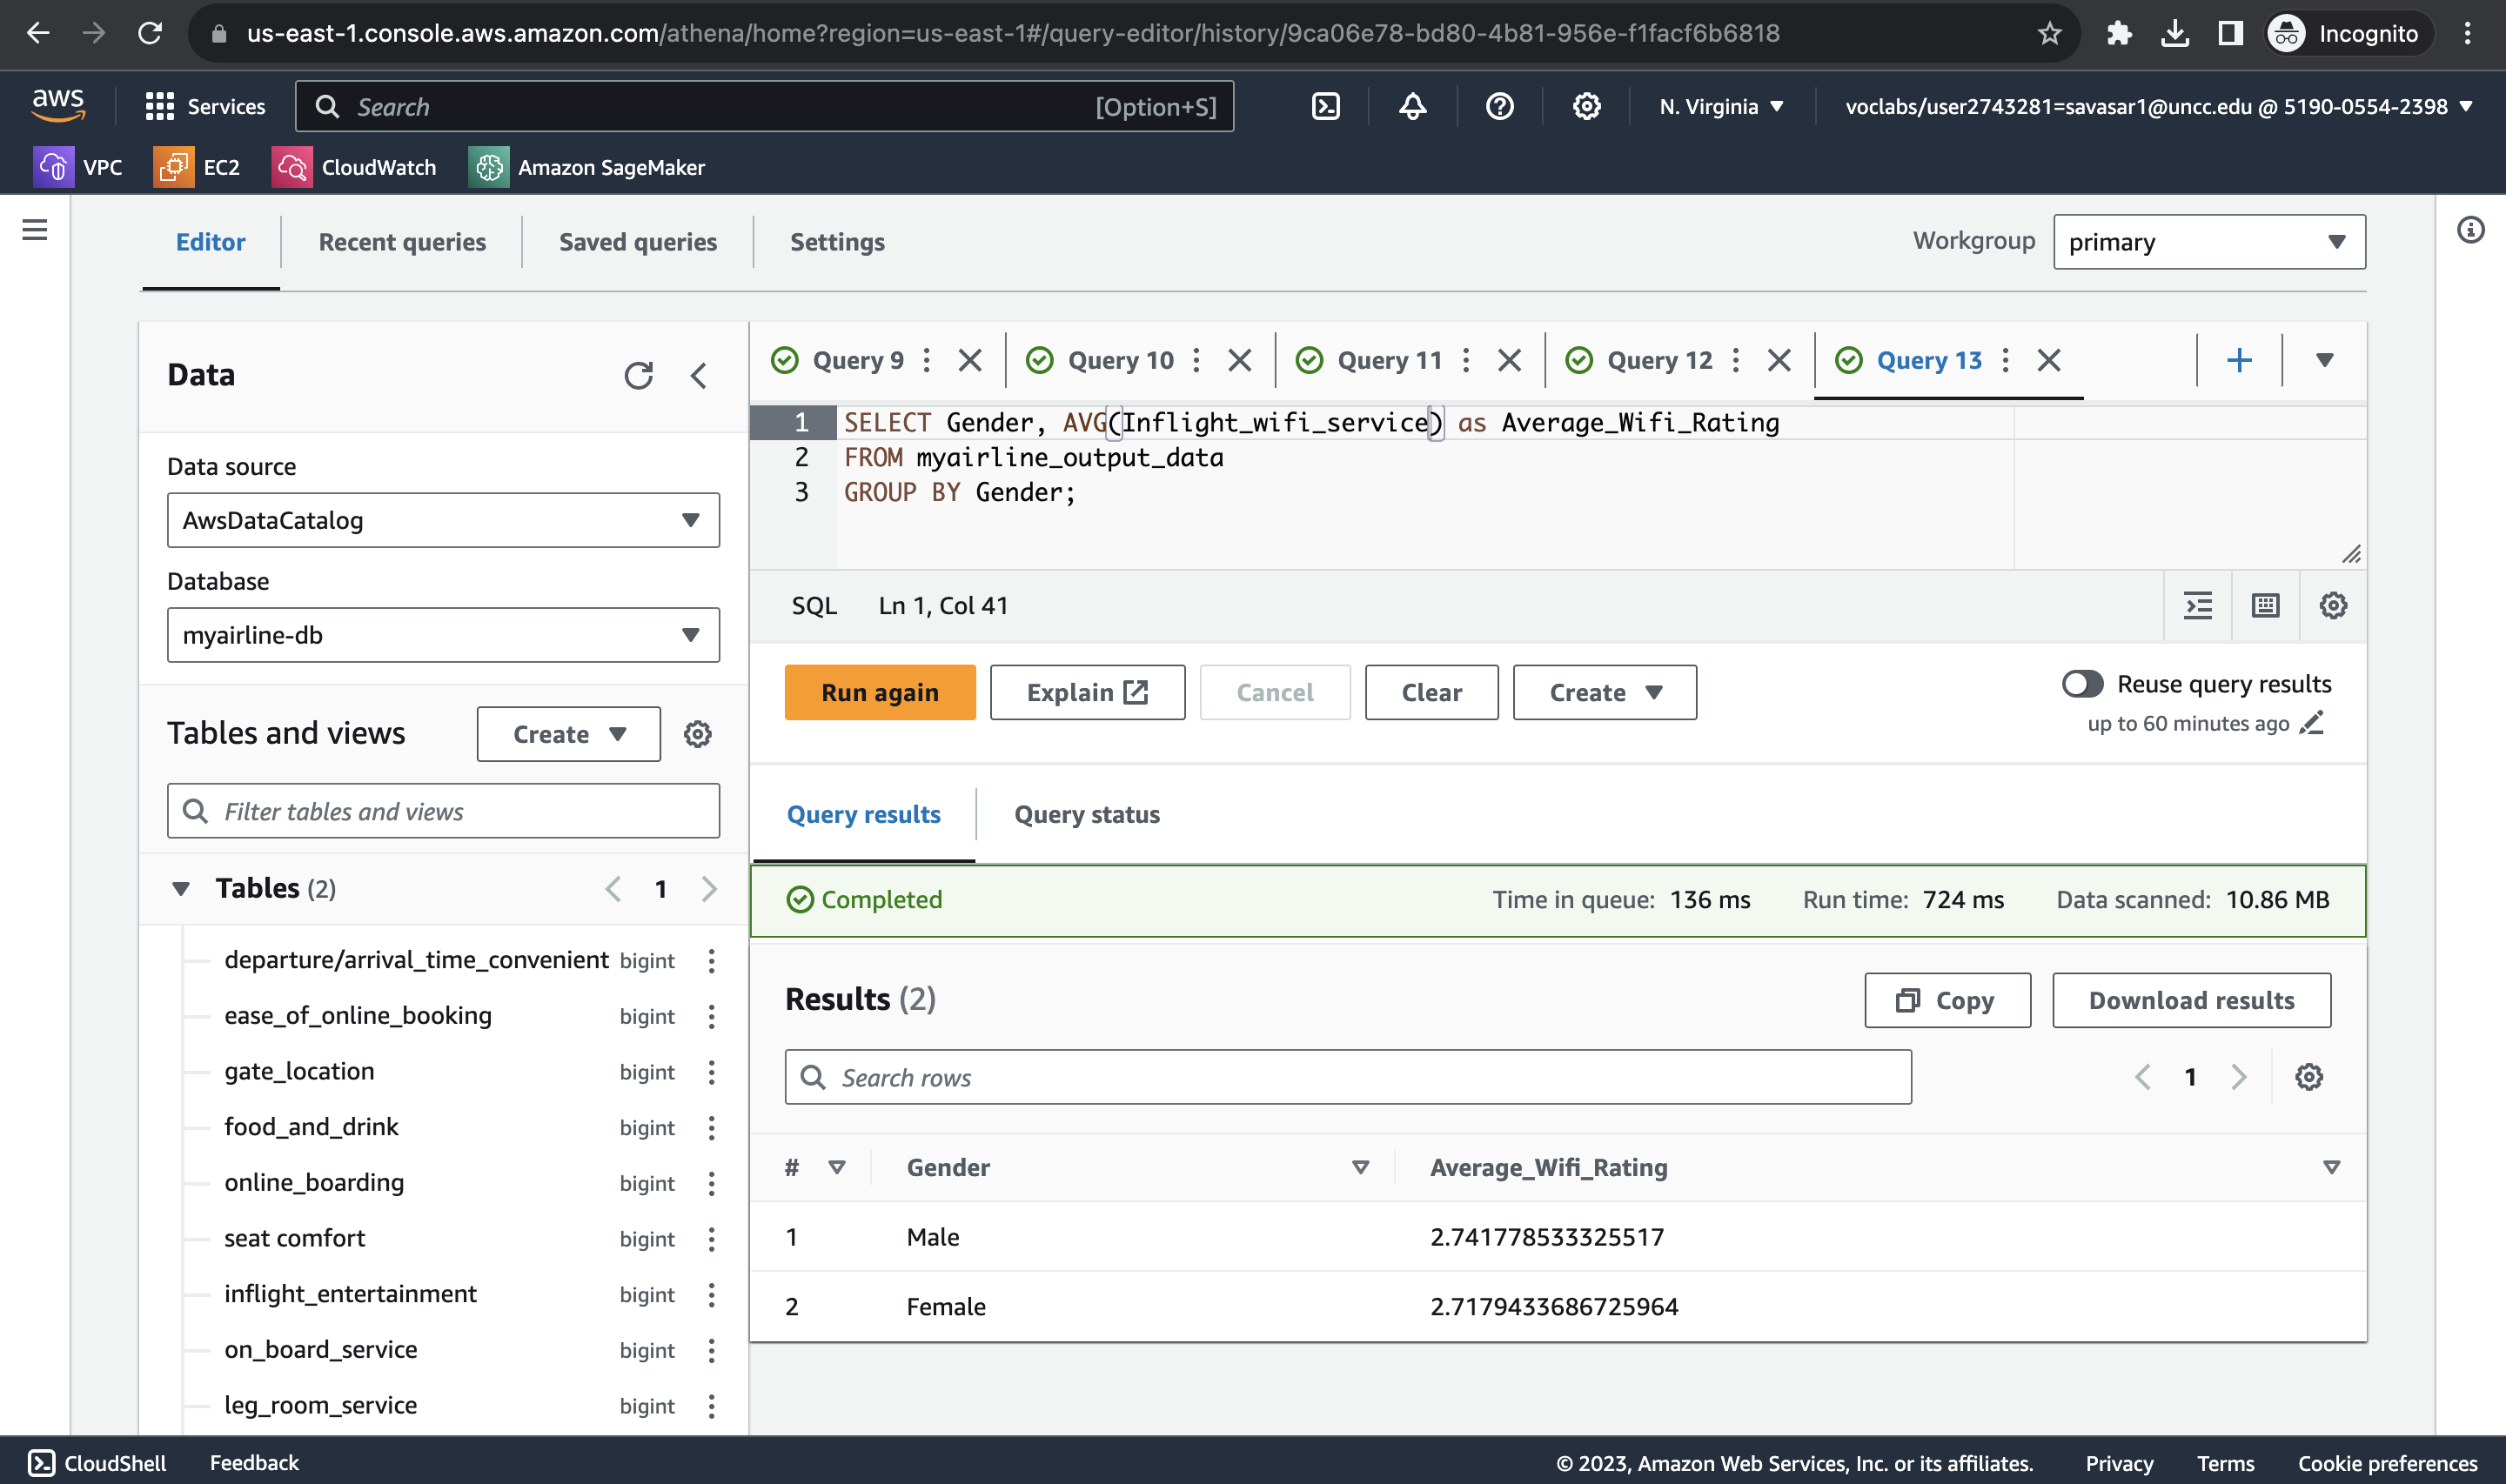 us-east-1.console.aws.amazon.com/athena/home?region=us-east-1#/query-editor/history/9ca06e78-bd80-4b81-956e-f1facf6b6818
Incognito
aws
Services
Search
[Option+S]
N. Virginia
voclabs/user2743281=savasar1@uncc.edu @ 5190-0554-2398
VPC
EC2
CloudWatch
Amazon SageMaker
Editor
Recent queries
Saved queries
Settings
Workgroup
primary
Data
Data source
AwsDataCatalog
Database
myairline-db
Tables and views
Create
Filter tables and views
Tables (2)
1
departure/arrival_time_convenient bigint
ease_of_online_booking bigint
gate_location bigint
food_and_drink bigint
online_boarding bigint
seat comfort bigint
inflight_entertainment bigint
on_board_service bigint
leg_room_service bigint
Query 9
Query 10
Query 11
Query 12
Query 13
1 SELECT Gender, AVG(Inflight_wifi_service) as Average_Wifi_Rating
2 FROM myairline_output_data
3 GROUP BY Gender;
SQL
Ln 1, Col 41
Run again
Explain
Cancel
Clear
Create
Reuse query results
up to 60 minutes ago
Query results
Query status
Completed
Time in queue: 136 ms
Run time: 724 ms
Data scanned: 10.86 MB
Results (2)
Copy
Download results
Search rows
1
# Gender Average_Wifi_Rating
1 Male 2.741778533325517
2 Female 2.7179433686725964
CloudShell
Feedback
© 2023, Amazon Web Services, Inc. or its affiliates.
Privacy
Terms
Cookie preferences